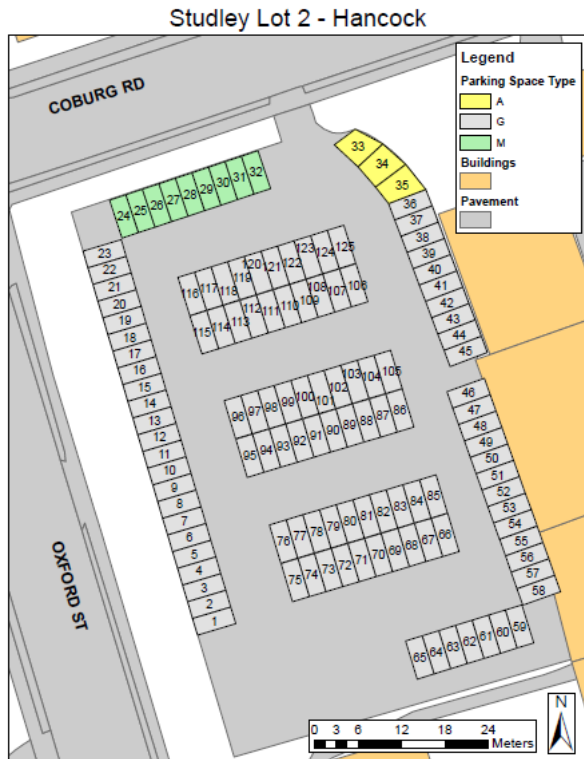 Studley Lot 2 - Hancock
COBURG RD
Legend
Parking Space Type
A
G
M
Buildings
Pavement
33
34
35
24 25 26 27 28 29 30 31 32
36
37
38
39
40
41
42
43
44
45
23
22
21
20
19
18
17
16
15
14
13
12
11
10
9
8
7
6
5
4
3
2
1
116 117 118 119 120 121 122 123 124 125
115 114 113 112 111 110 109 108 107 106
96 97 98 99 100 101 102 103 104 105
95 94 93 92 91 90 89 88 87 86
46
47
48
49
50
51
52
53
54
55
56
57
58
76 77 78 79 80 81 82 83 84 85
75 74 73 72 71 70 69 68 67 66
65 64 63 62 61 60 59
OXFORD ST
N
0 3 6 12 18 24
Meters